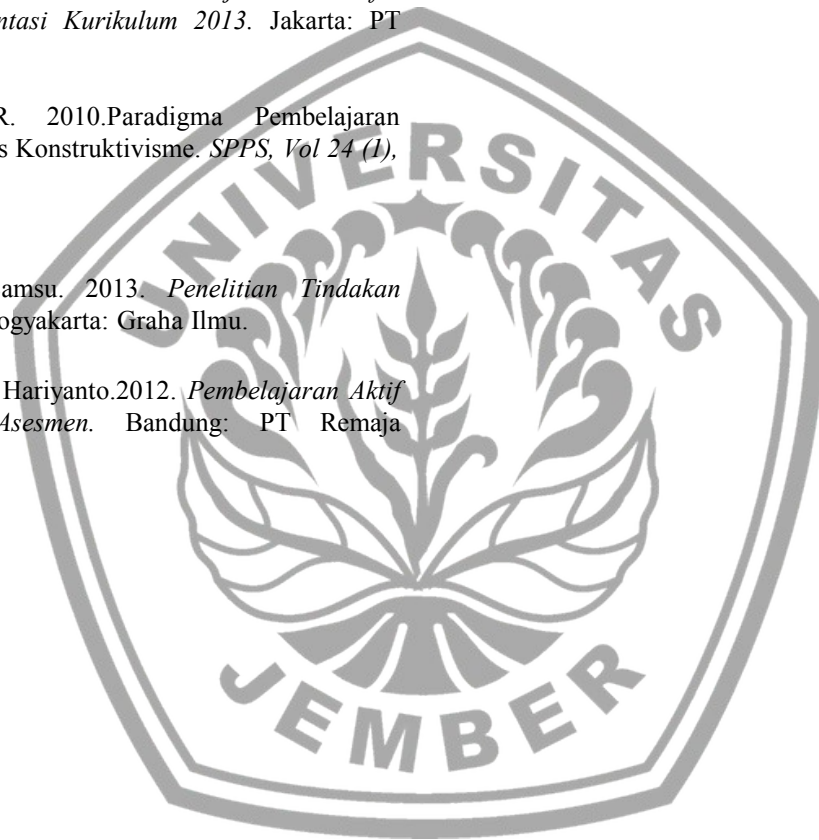 ntasi Kurikulum 2013. Jakarta: PT
R. 2010.Paradigma Pembelajaran
s Konstruktivisme. SPPS, Vol 24 (1),
amsu. 2013. Penelitian Tindakan
ogyakarta: Graha Ilmu.
Hariyanto.2012. Pembelajaran Aktif
Asesmen. Bandung: PT Remaja
UNIVERSITAS
JEMBER